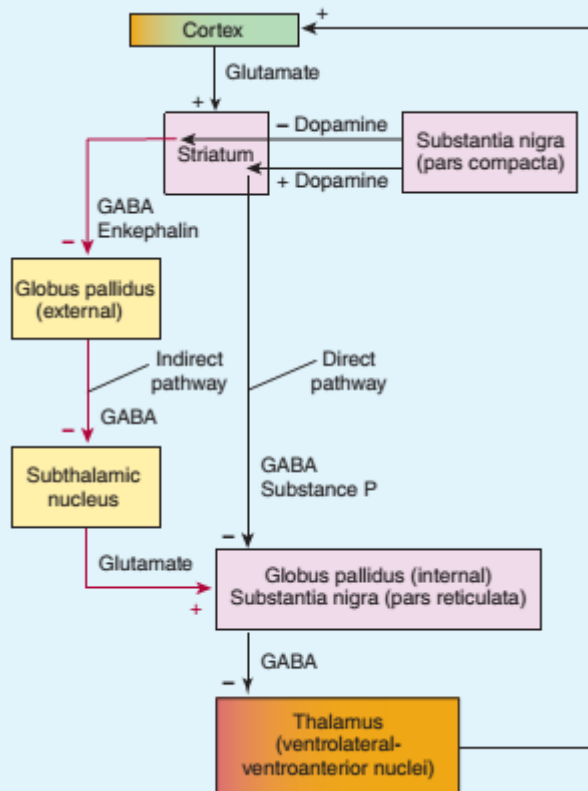 +
Cortex
Glutamate
+
− Dopamine
Striatum
Substantia nigra
(pars compacta)
+ Dopamine
GABA
Enkephalin
−
Globus pallidus
(external)
Indirect
pathway
Direct
pathway
GABA
−
Subthalamic
nucleus
GABA
Substance P
−
Glutamate
+
Globus pallidus (internal)
Substantia nigra (pars reticulata)
GABA
−
Thalamus
(ventrolateral-
ventroanterior nuclei)